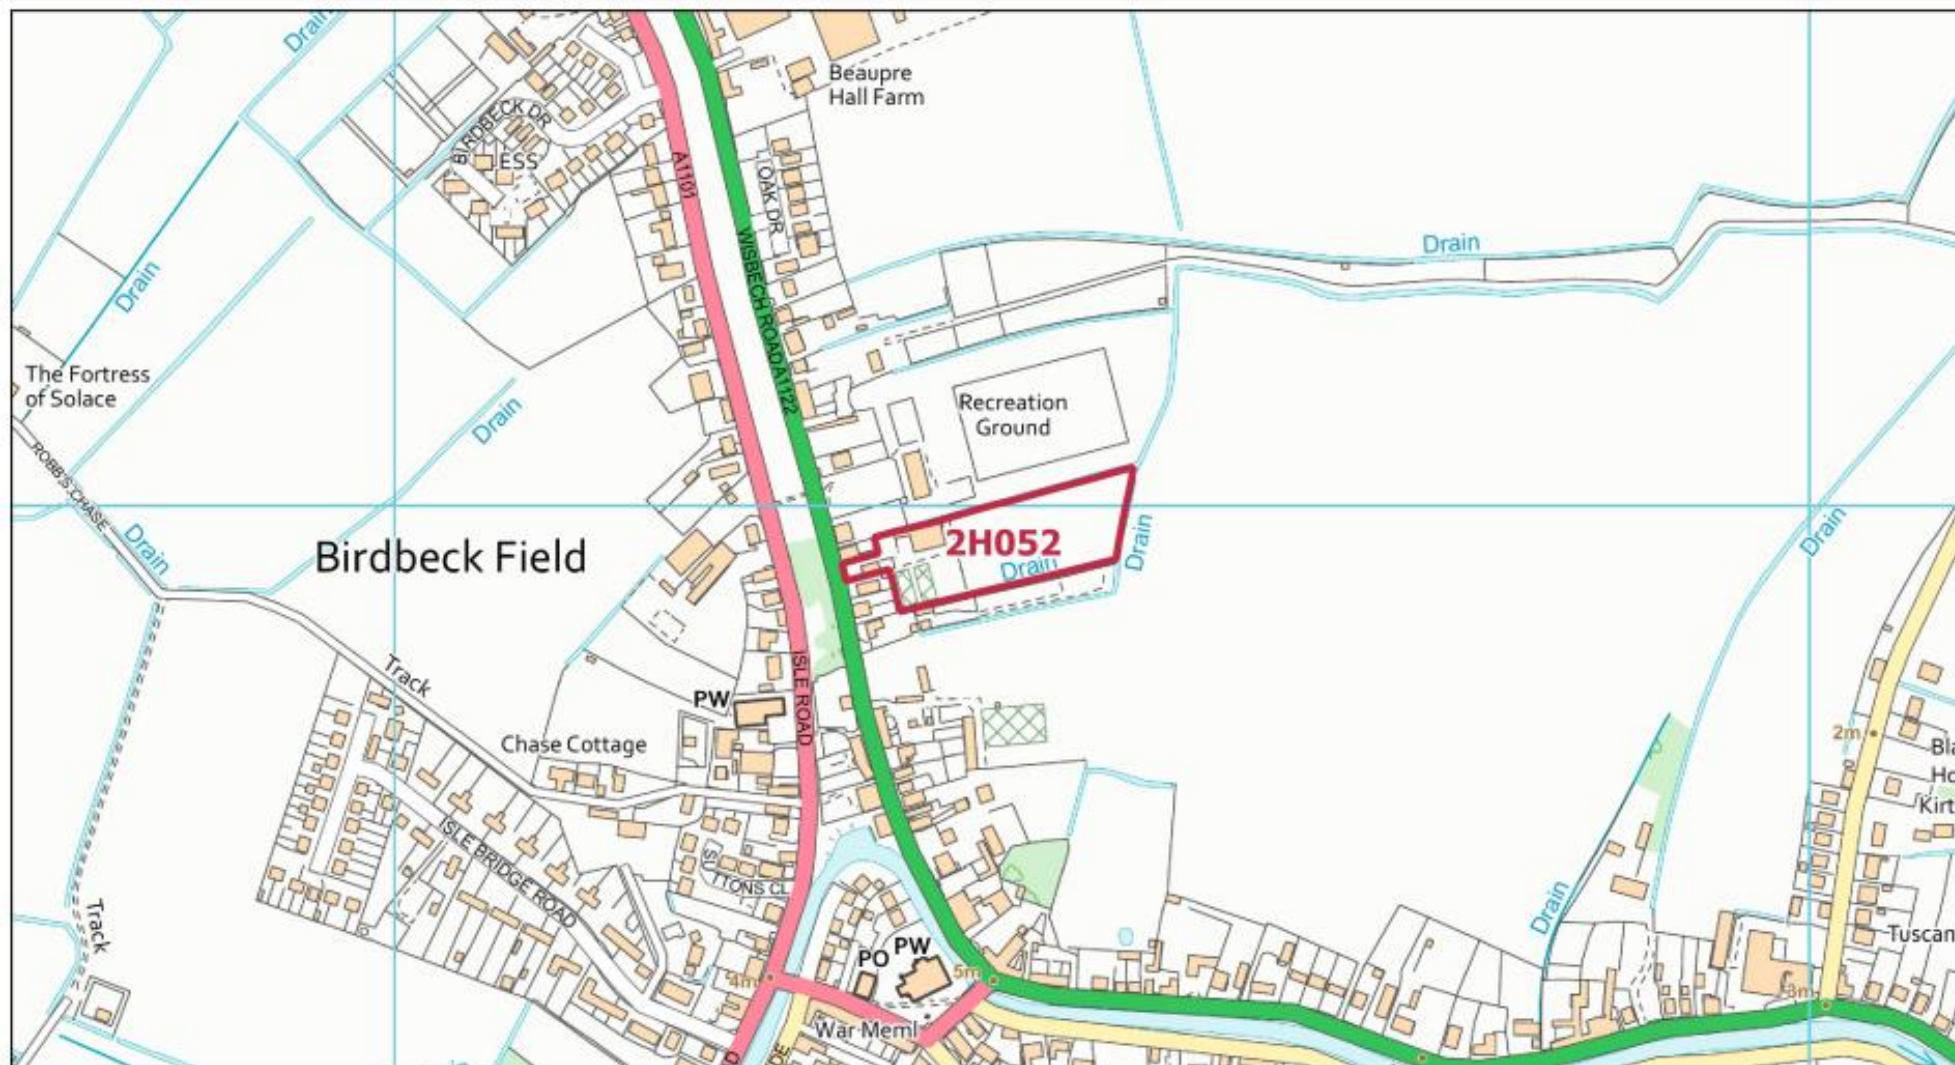 Drain
Beaupre
Hall Farm
BIRDBECK DR
ESS
A1101
OAK DR
WISBECH ROAD A1122
Drain
Drain
The Fortress
of Solace
Drain
Recreation
Ground
ROBB'S CHASE
Drain
Birdbeck Field
2H052
Drain
Drain
Drain
Track
PW
ISLE ROAD
Chase Cottage
2m
Kirt
ISLE BRIDGE ROAD
SUTTONS CL
Track
Drain
Tuscan
PO
PW
4m
5m
3m
War Meml